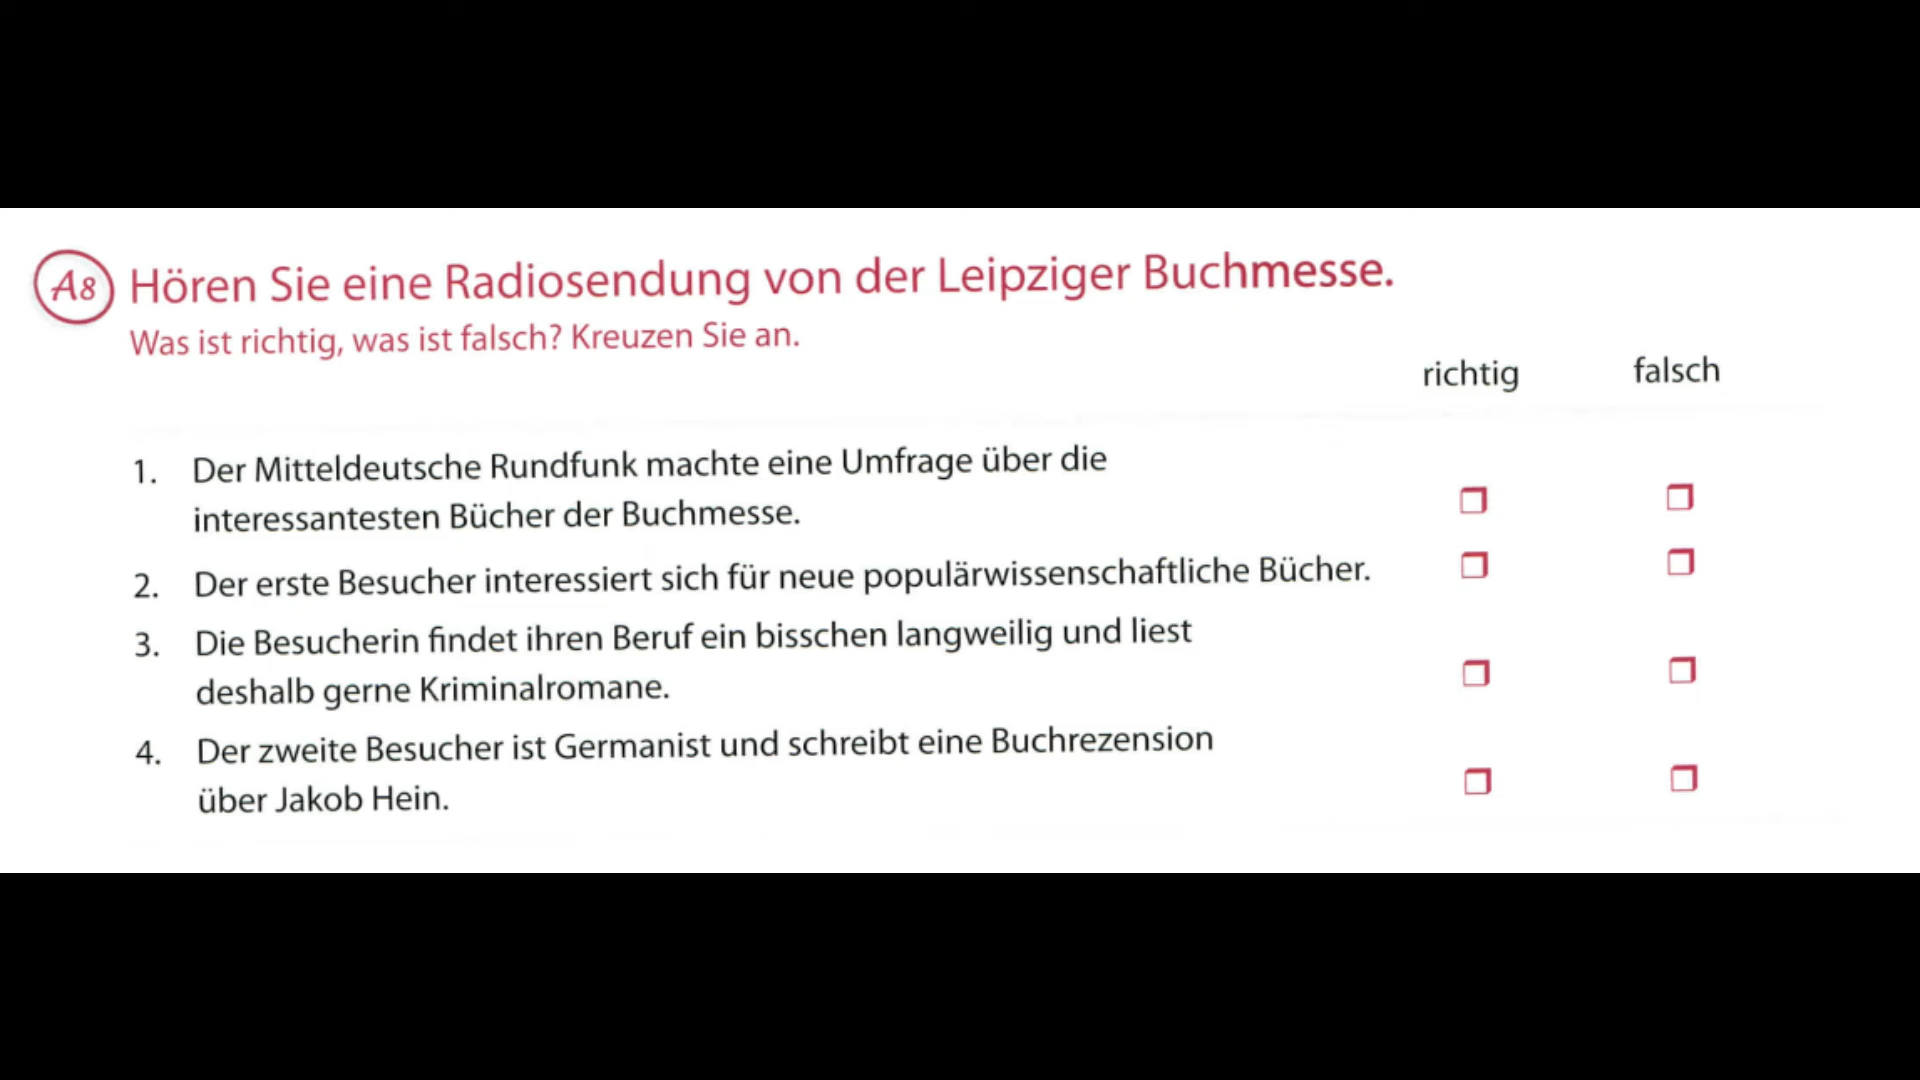 A8 Hören Sie eine Radiosendung von der Leipziger Buchmesse.
Was ist richtig, was ist falsch? Kreuzen Sie an.
richtig falsch
1. Der Mitteldeutsche Rundfunk machte eine Umfrage über die
interessantesten Bücher der Buchmesse.
2. Der erste Besucher interessiert sich für neue populärwissenschaftliche Bücher.
3. Die Besucherin findet ihren Beruf ein bisschen langweilig und liest
deshalb gerne Kriminalromane.
4. Der zweite Besucher ist Germanist und schreibt eine Buchrezension
über Jakob Hein.